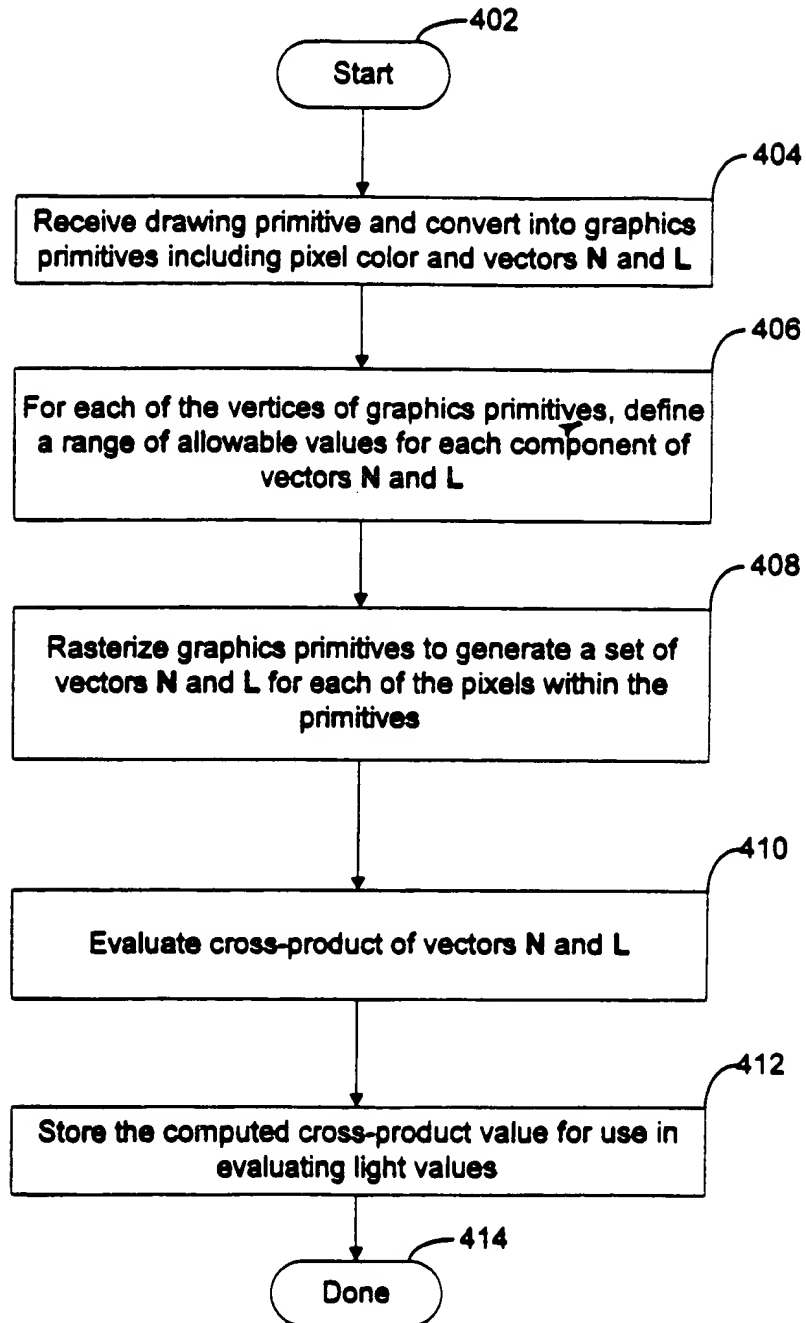 402
Start
404
Receive drawing primitive and convert into graphics
primitives including pixel color and vectors N and L
406
For each of the vertices of graphics primitives, define
a range of allowable values for each component of
vectors N and L
408
Rasterize graphics primitives to generate a set of
vectors N and L for each of the pixels within the
primitives
410
Evaluate cross-product of vectors N and L
412
Store the computed cross-product value for use in
evaluating light values
414
Done